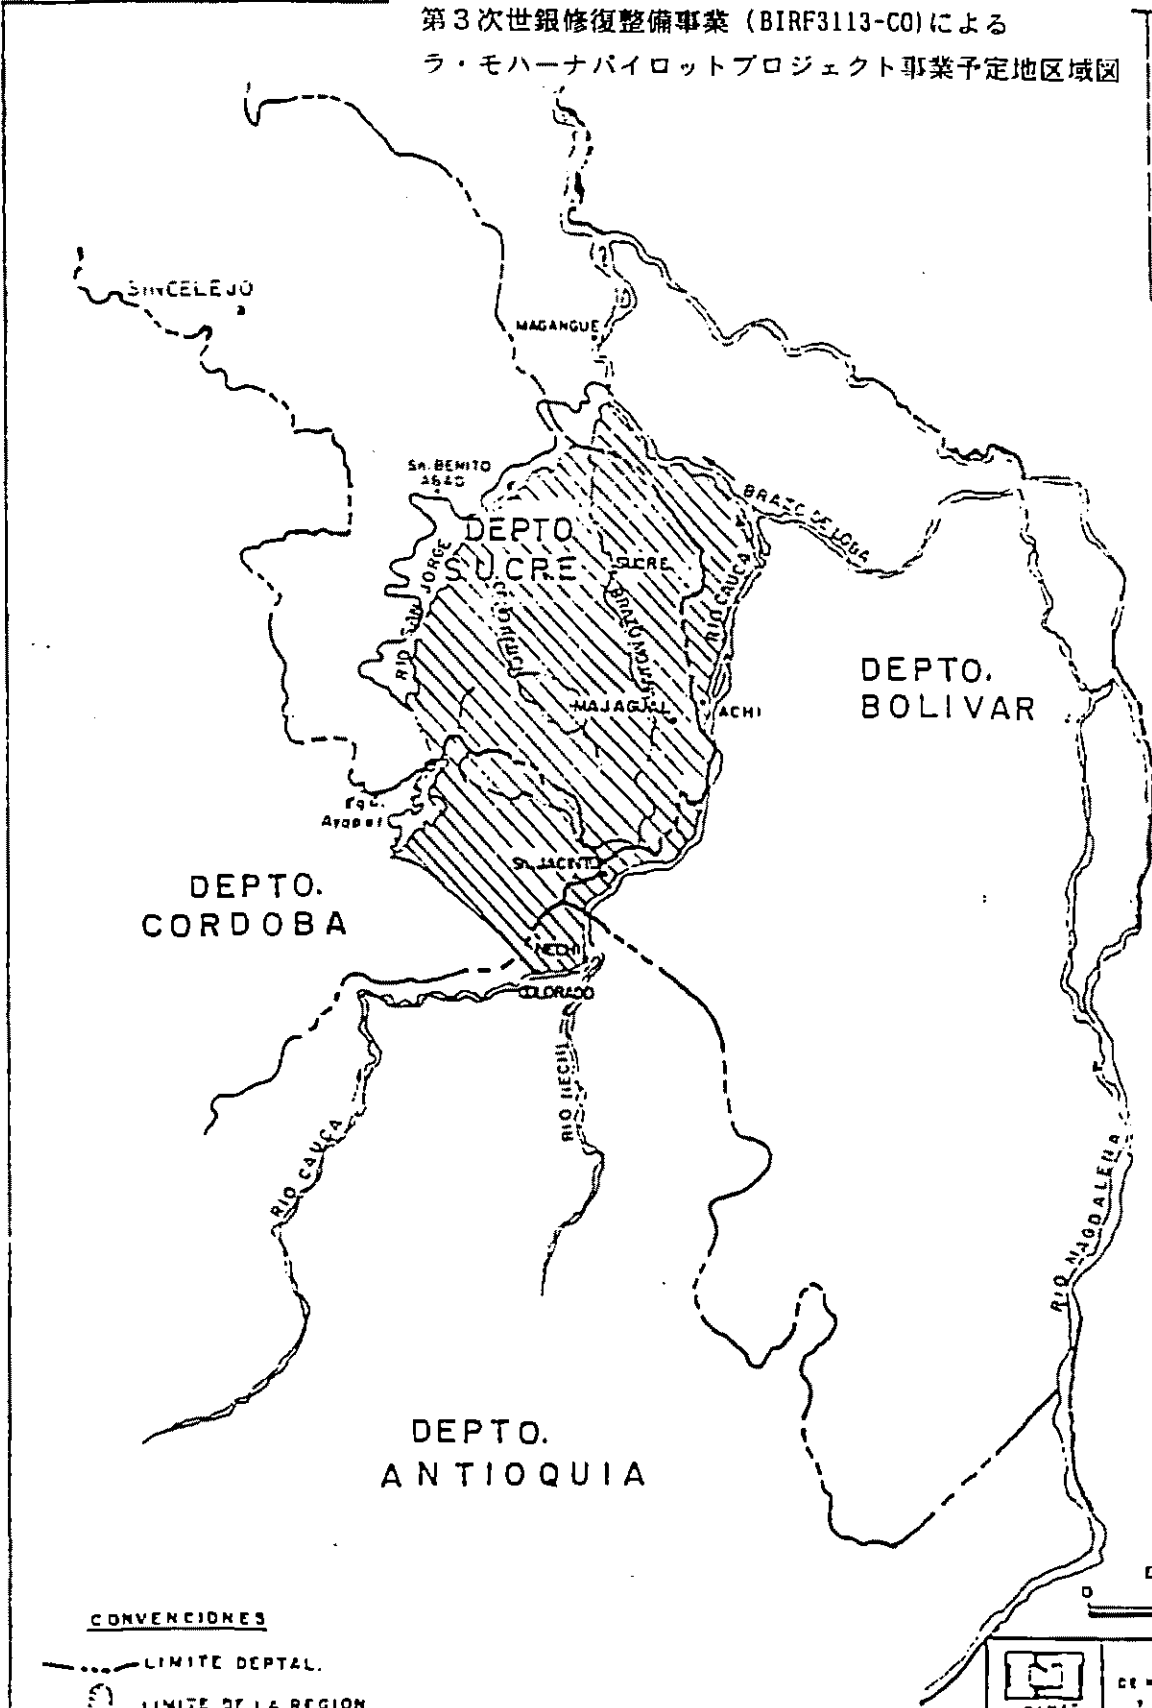 第3次世銀修復整備事業 (BIRF3113-CO)による
ラ・モハーナパイロットプロジェクト事業予定地区域図
SINCELEJO
MAGANGUE
Sn. BENITO
ABAD
DEPTO
SUCRE
BRAZO DE LOBA
SUCRE
RIO SAN JORGE
RIO CAUCA
DEPTO.
BOLIVAR
MAJAGUAL
ACHI
Ayapel
DEPTO.
CORDOBA
Sn. JACINTO
NECHI
COLORADO
RIO NECHI
RIO CAUCA
RIO MAGDALENA
DEPTO.
ANTIOQUIA
CONVENCIONES
LIMITE DEPTAL.
LIMITE DE LA REGION
0